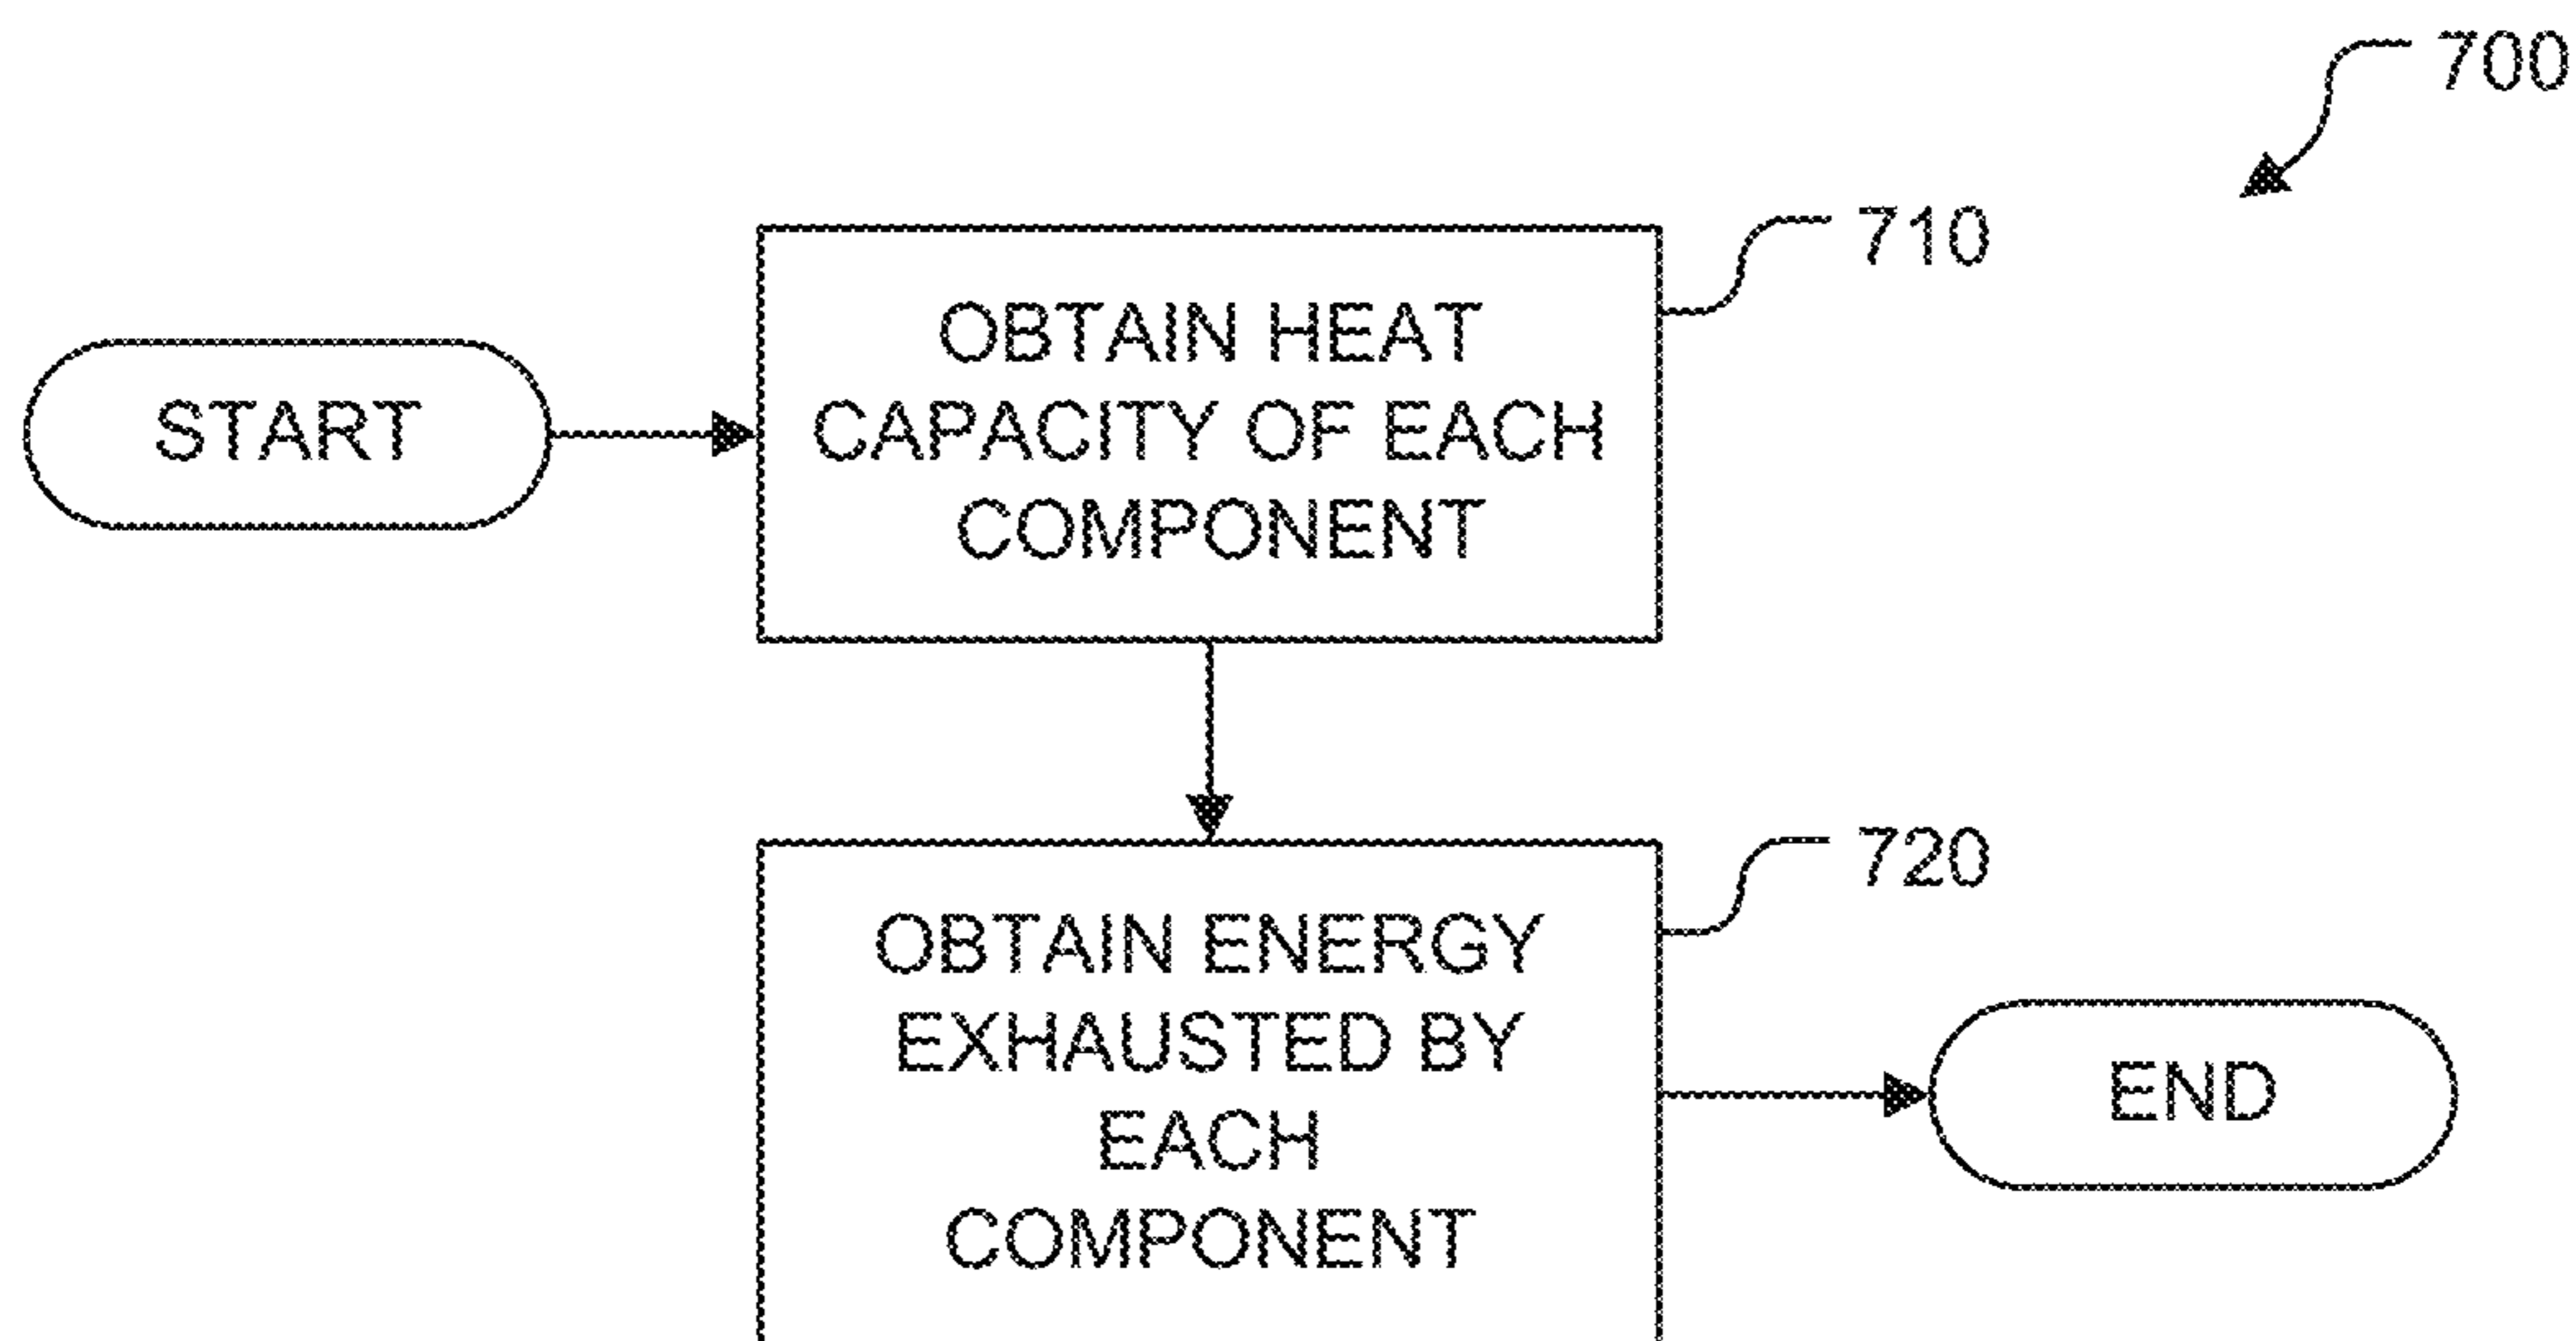 700
710
OBTAIN HEAT
CAPACITY OF EACH
COMPONENT
START
720
OBTAIN ENERGY
EXHAUSTED BY
EACH
COMPONENT
END